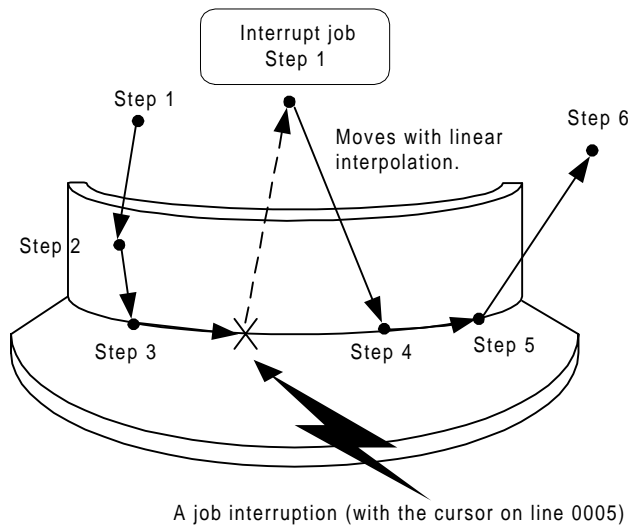 Interrupt job
Step 1
Step 1
Step 6
Moves with linear
interpolation.
Step 2
Step 3
Step 4
Step 5
A job interruption (with the cursor on line 0005)